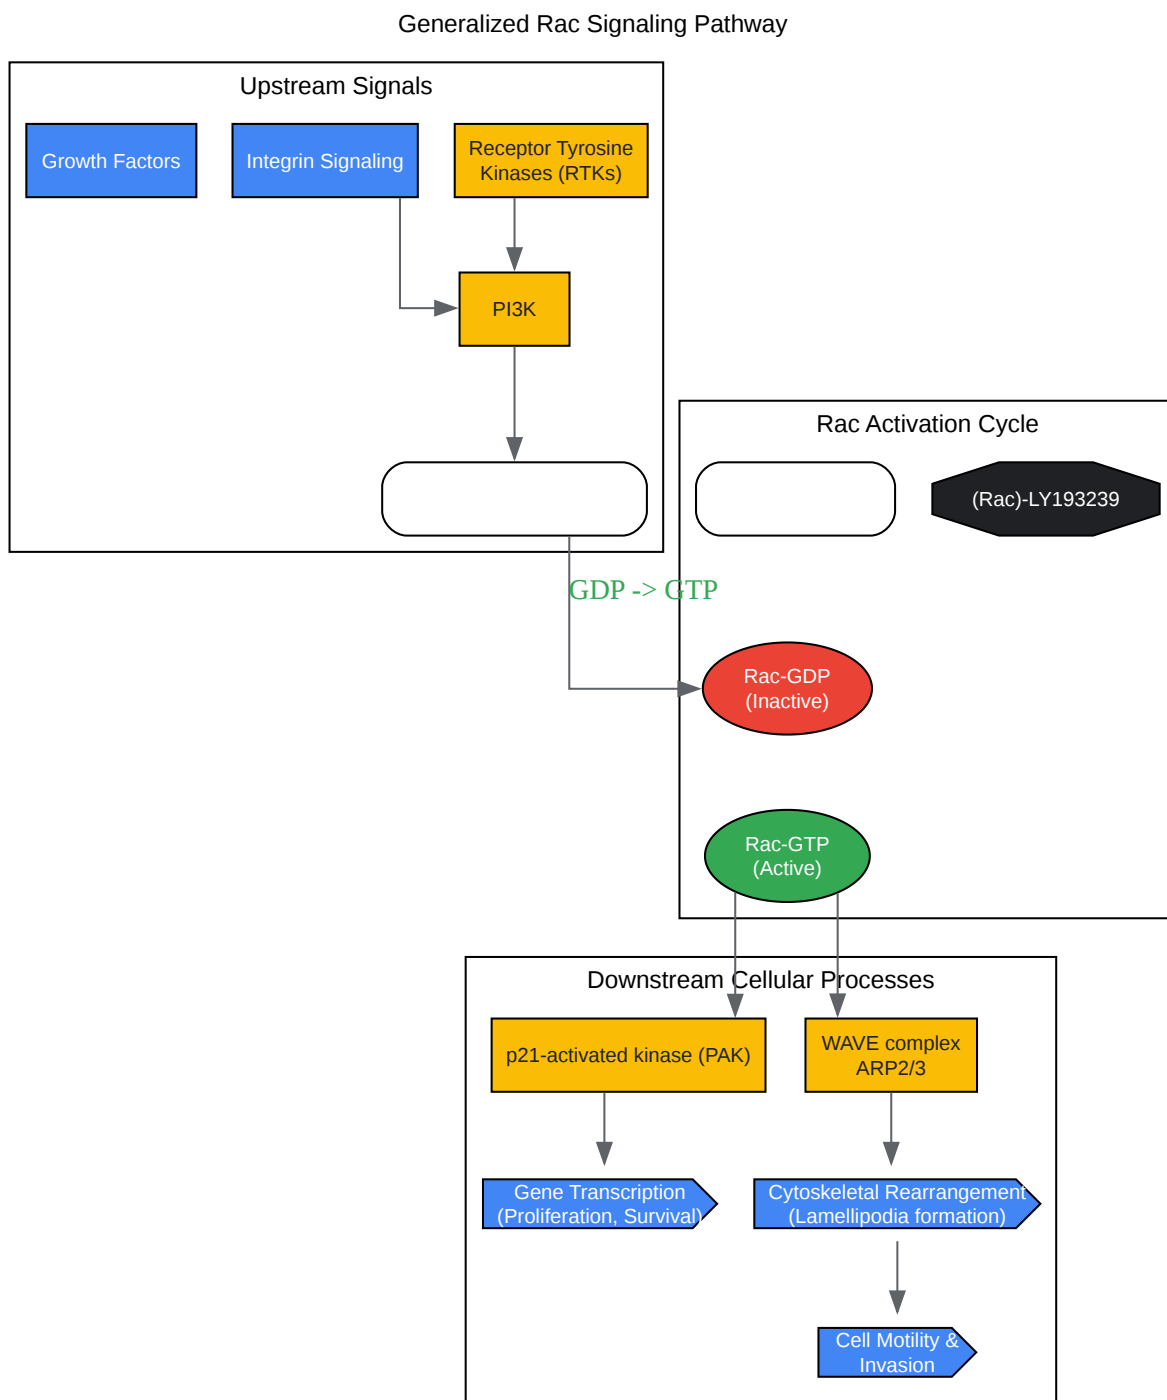 Generalized Rac Signaling Pathway
Upstream Signals
Growth Factors
Integrin Signaling
Receptor Tyrosine
Kinases (RTKs)
PI3K
Rac Activation Cycle
(Rac)-LY193239
GDP -> GTP
Rac-GDP
(Inactive)
Rac-GTP
(Active)
Downstream Cellular Processes
p21-activated kinase (PAK)
WAVE complex
ARP2/3
Gene Transcription
(Proliferation, Survival)
Cytoskeletal Rearrangement
(Lamellipodia formation)
Cell Motility &
Invasion